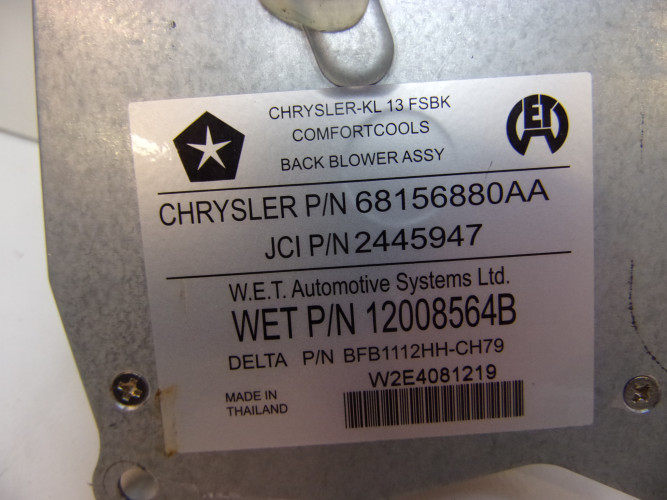 CHRYSLER-KL 13 FSBK
COMFORTCOOLS
BACK BLOWER ASSY
WET
CHRYSLER P/N 68156880AA
JCI P/N 2445947
W.E.T. Automotive Systems Ltd.
WET P/N 12008564B
DELTA P/N BFB1112HH-CH79
W2E4081219
MADE IN
THAILAND